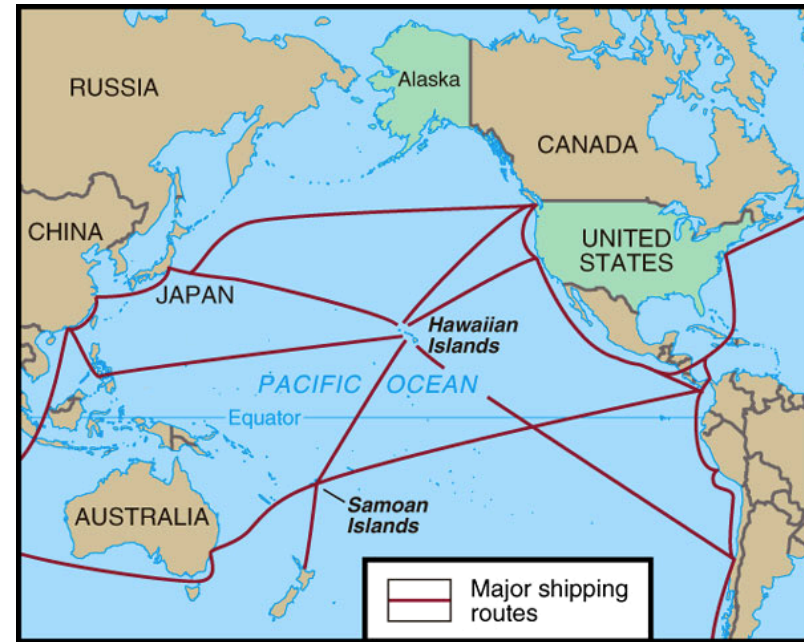 RUSSIA
Alaska
CANADA
CHINA
UNITED
STATES
JAPAN
Hawaiian
Islands
PACIFIC OCEAN
Equator
Samoan
Islands
AUSTRALIA
Major shipping
routes